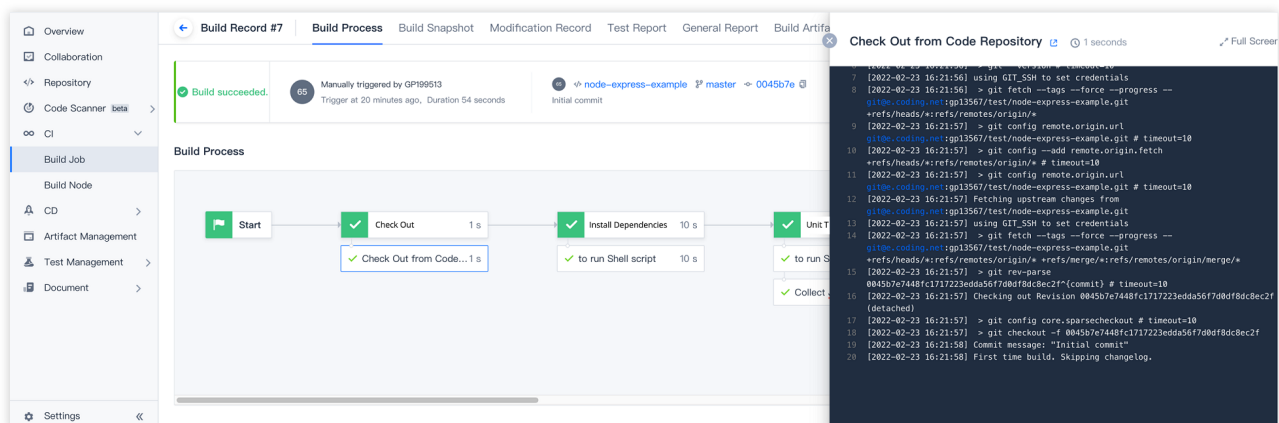 Overview
Collaboration
Repository
Code Scanner beta
CI
Build Job
Build Node
CD
Artifact Management
Test Management
Document
Settings
Build Record #7
Build Process
Build Snapshot
Modification Record
Test Report
General Report
Build Artifa
Build succeeded.
65
Manually triggered by GP199513
Trigger at 20 minutes ago, Duration 54 seconds
65 node-express-example master 0045b7e
Initial commit
Build Process
Start
Check Out 1 s
Check Out from Code... 1 s
Install Dependencies 10 s
to run Shell script 10 s
Unit T
to run S
Collect
Check Out from Code Repository 1 seconds
Full Screen
7 [2022-02-23 16:21:56] using GIT_SSH to set credentials
8 [2022-02-23 16:21:56] > git fetch --tags --force --progress --
git@e.coding.net:gp13567/test/node-express-example.git
+refs/heads/*:refs/remotes/origin/*
9 [2022-02-23 16:21:57] > git config remote.origin.url
git@e.coding.net:gp13567/test/node-express-example.git # timeout=10
10 [2022-02-23 16:21:57] > git config --add remote.origin.fetch
+refs/heads/*:refs/remotes/origin/* # timeout=10
11 [2022-02-23 16:21:57] > git config remote.origin.url
git@e.coding.net:gp13567/test/node-express-example.git # timeout=10
12 [2022-02-23 16:21:57] Fetching upstream changes from
git@e.coding.net:gp13567/test/node-express-example.git
13 [2022-02-23 16:21:57] using GIT_SSH to set credentials
14 [2022-02-23 16:21:57] > git fetch --tags --force --progress --
git@e.coding.net:gp13567/test/node-express-example.git
+refs/heads/*:refs/remotes/origin/* +refs/merge/*:refs/remotes/origin/merge/*
15 [2022-02-23 16:21:57] > git rev-parse
0045b7e7448fc1717223edda56f7d0df8dc8ec2f^{commit} # timeout=10
16 [2022-02-23 16:21:57] Checking out Revision 0045b7e7448fc1717223edda56f7d0df8dc8ec2f
(detached)
17 [2022-02-23 16:21:57] > git config core.sparsecheckout # timeout=10
18 [2022-02-23 16:21:57] > git checkout -f 0045b7e7448fc1717223edda56f7d0df8dc8ec2f
19 [2022-02-23 16:21:58] Commit message: "Initial commit"
20 [2022-02-23 16:21:58] First time build. Skipping changelog.